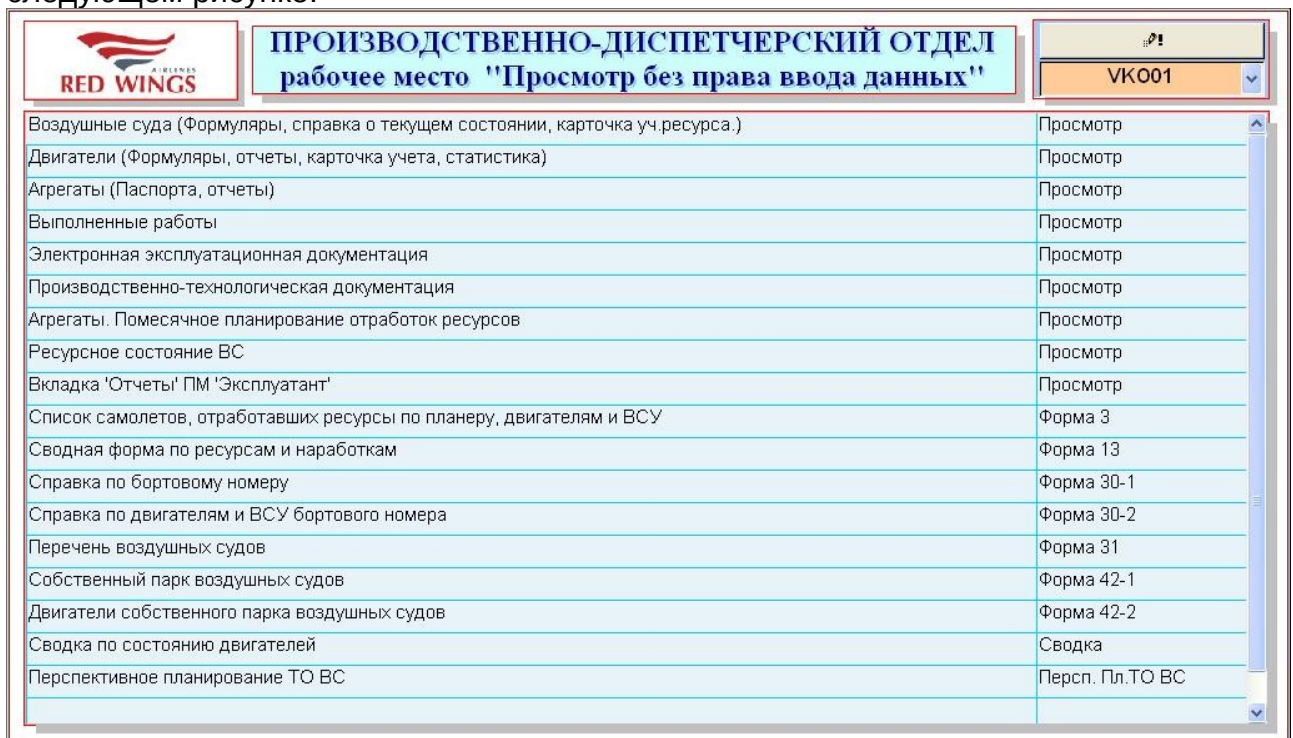 следующем рисунке:
AIRLINES
RED WINGS
ПРОИЗВОДСТВЕННО-ДИСПЕТЧЕРСКИЙ ОТДЕЛ
рабочее место ''Просмотр без права ввода данных''
VKO01
Воздушные суда (Формуляры, справка о текущем состоянии, карточка уч.ресурса.) Просмотр
Двигатели (Формуляры, отчеты, карточка учета, статистика) Просмотр
Агрегаты (Паспорта, отчеты) Просмотр
Выполненные работы Просмотр
Электронная эксплуатационная документация Просмотр
Производственно-технологическая документация Просмотр
Агрегаты. Помесячное планирование отработок ресурсов Просмотр
Ресурсное состояние ВС Просмотр
Вкладка 'Отчеты' ПМ 'Эксплуатант' Просмотр
Список самолетов, отработавших ресурсы по планеру, двигателям и ВСУ Форма 3
Сводная форма по ресурсам и наработкам Форма 13
Справка по бортовому номеру Форма 30-1
Справка по двигателям и ВСУ бортового номера Форма 30-2
Перечень воздушных судов Форма 31
Собственный парк воздушных судов Форма 42-1
Двигатели собственного парка воздушных судов Форма 42-2
Сводка по состоянию двигателей Сводка
Перспективное планирование ТО ВС Персп. Пл.ТО ВС